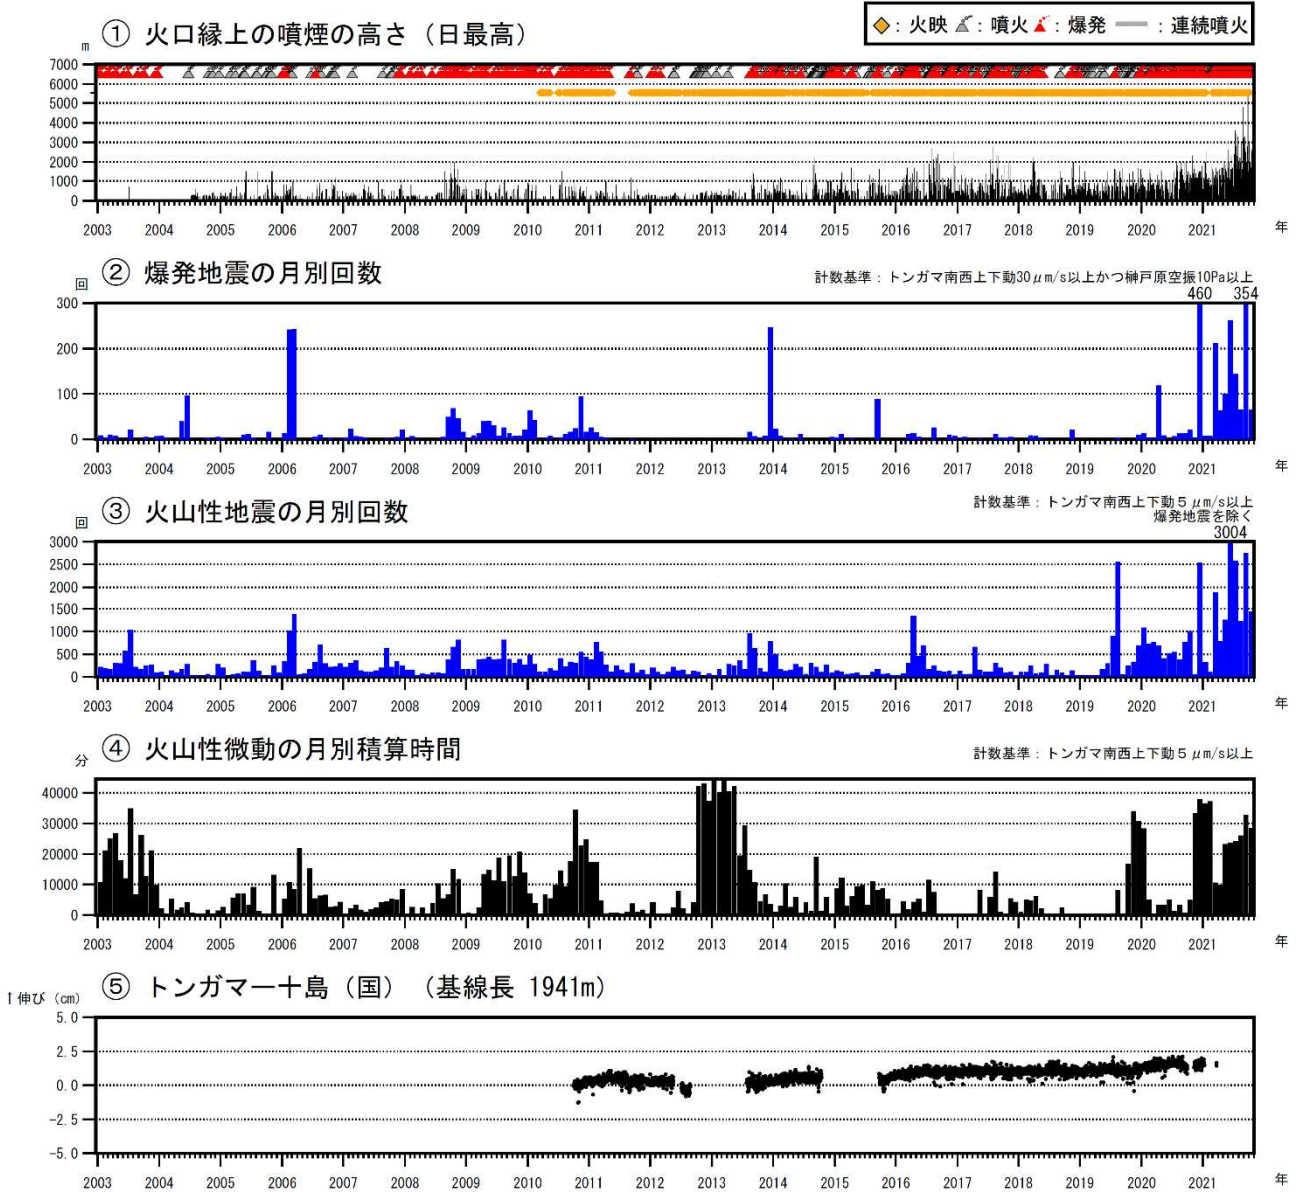 ◆：火映 ：噴火 ：爆発 ：連続噴火
① 火口縁上の噴煙の高さ（日最高）
m
7000
6000
5000
4000
3000
2000
1000
0
2003 2004 2005 2006 2007 2008 2009 2010 2011 2012 2013 2014 2015 2016 2017 2018 2019 2020 2021 年
② 爆発地震の月別回数
回
計数基準：トンガマ南西上下動30μm/s以上かつ榊戸原空振10Pa以上
460 354
300
200
100
0
2003 2004 2005 2006 2007 2008 2009 2010 2011 2012 2013 2014 2015 2016 2017 2018 2019 2020 2021 年
③ 火山性地震の月別回数
回
計数基準：トンガマ南西上下動５μm/s以上
爆発地震を除く
3004
3000
2500
2000
1500
1000
500
0
2003 2004 2005 2006 2007 2008 2009 2010 2011 2012 2013 2014 2015 2016 2017 2018 2019 2020 2021 年
④ 火山性微動の月別積算時間
分
計数基準：トンガマ南西上下動５μm/s以上
40000
30000
20000
10000
0
2003 2004 2005 2006 2007 2008 2009 2010 2011 2012 2013 2014 2015 2016 2017 2018 2019 2020 2021 年
⑤ トンガマー十島（国）（基線長 1941m）
↑伸び（cm）
5.0
2.5
0.0
-2.5
-5.0
2003 2004 2005 2006 2007 2008 2009 2010 2011 2012 2013 2014 2015 2016 2017 2018 2019 2020 2021 年